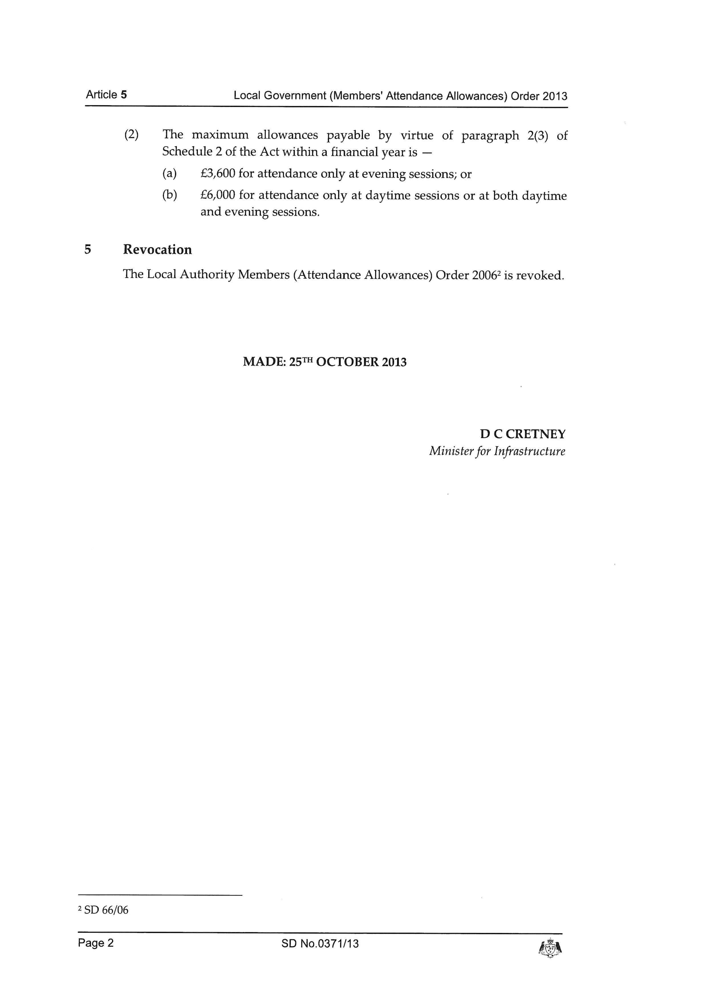 Article 5 Local Government (Members' Attendance Allowances) Order 2013
(2) The maximum allowances payable by virtue of paragraph 2(3) of
Schedule 2 of the Act within a financial year is —
(a) £3,600 for attendance only at evening sessions; or
(b) £6,000 for attendance only at daytime sessions or at both daytime
and evening sessions.
5 Revocation
The Local Authority Members (Attendance Allowances) Order 2006² is revoked.
MADE: 25TH OCTOBER 2013
D C CRETNEY
Minister for Infrastructure
² SD 66/06
Page 2 SD No.0371/13